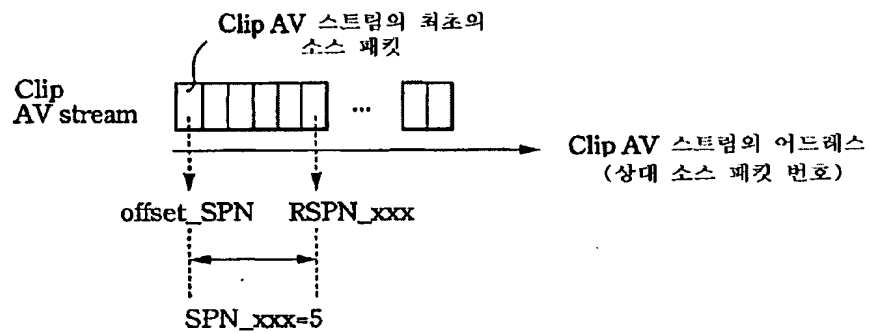 Clip AV 스트림의 최초의
소스 패킷
Clip
AV stream
...
Clip AV 스트림의 어드레스
(상대 소스 패킷 번호)
offset_SPN RSPN_xxx
SPN_xxx=5